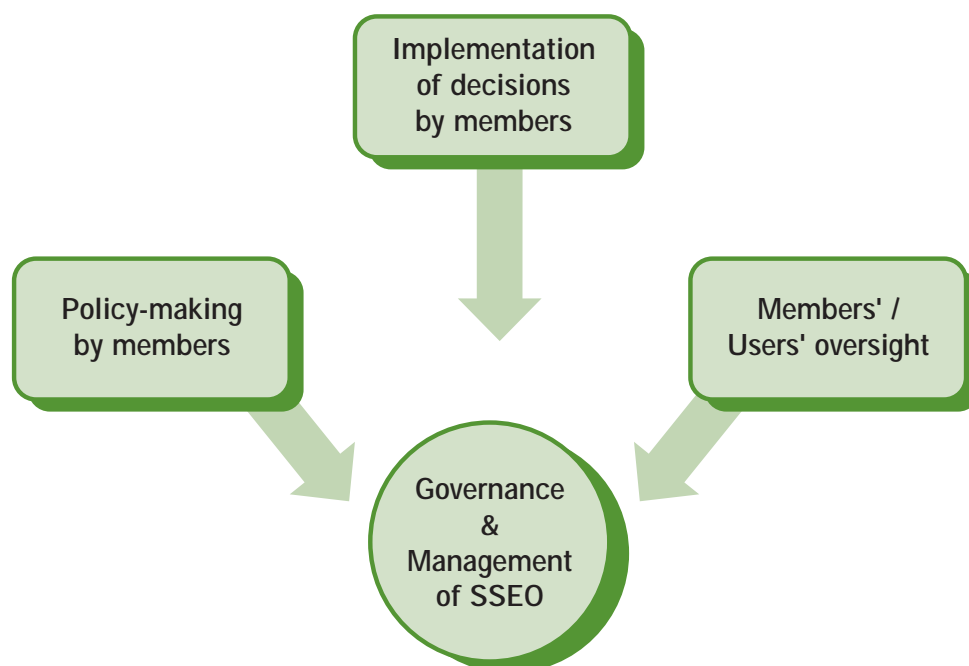 Implementation
of decisions
by members
Policy-making
by members
Members' /
Users' oversight
Governance
&
Management
of SSEO